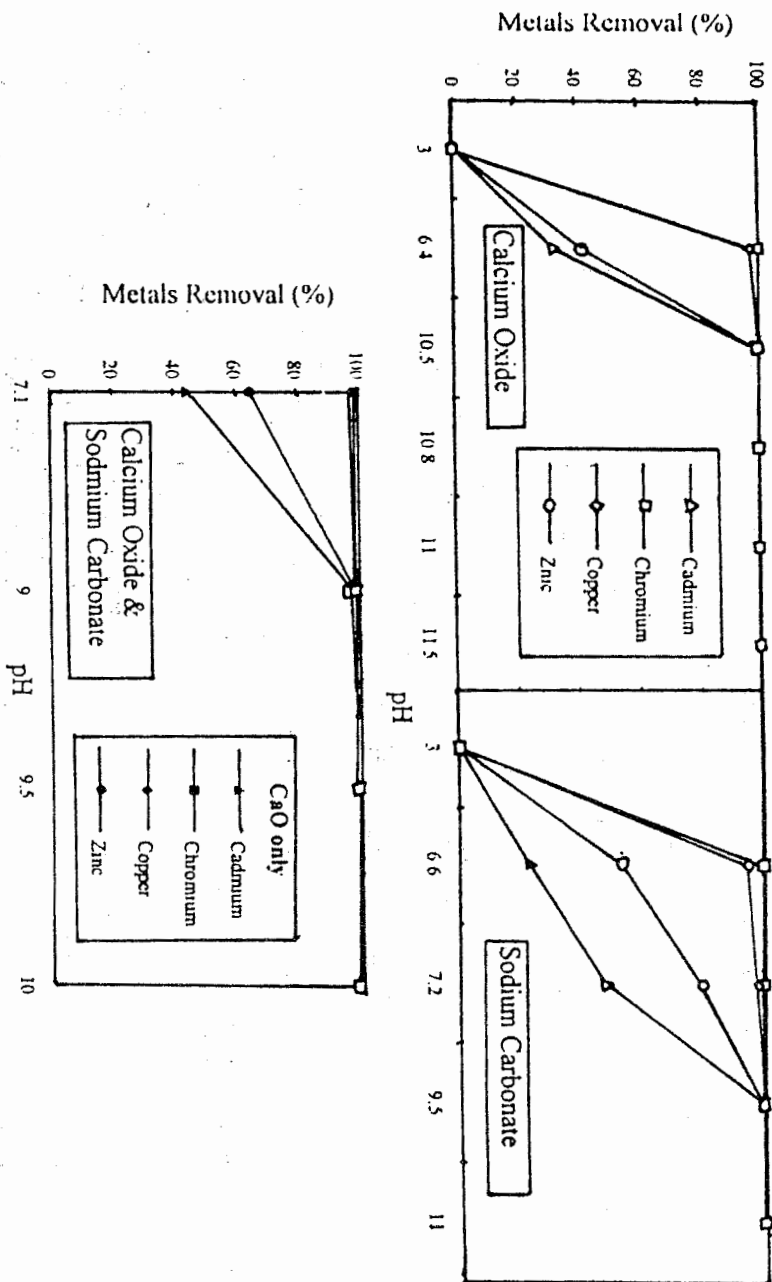 Metals Removal (%)
100
80
60
40
20
0
3
6.4
10.5
10.8
11
11.5
Calcium Oxide
Cadmium
Chromium
Copper
Znic
3
6.6
7.2
9.5
11
Sodium Carbonate
pH
Metals Removal (%)
100
80
60
40
20
0
7.1
9
9.5
10
Calcium Oxide &
Sodmium Carbonate
CaO only
Cadmium
Chromium
Copper
Zinc
pH